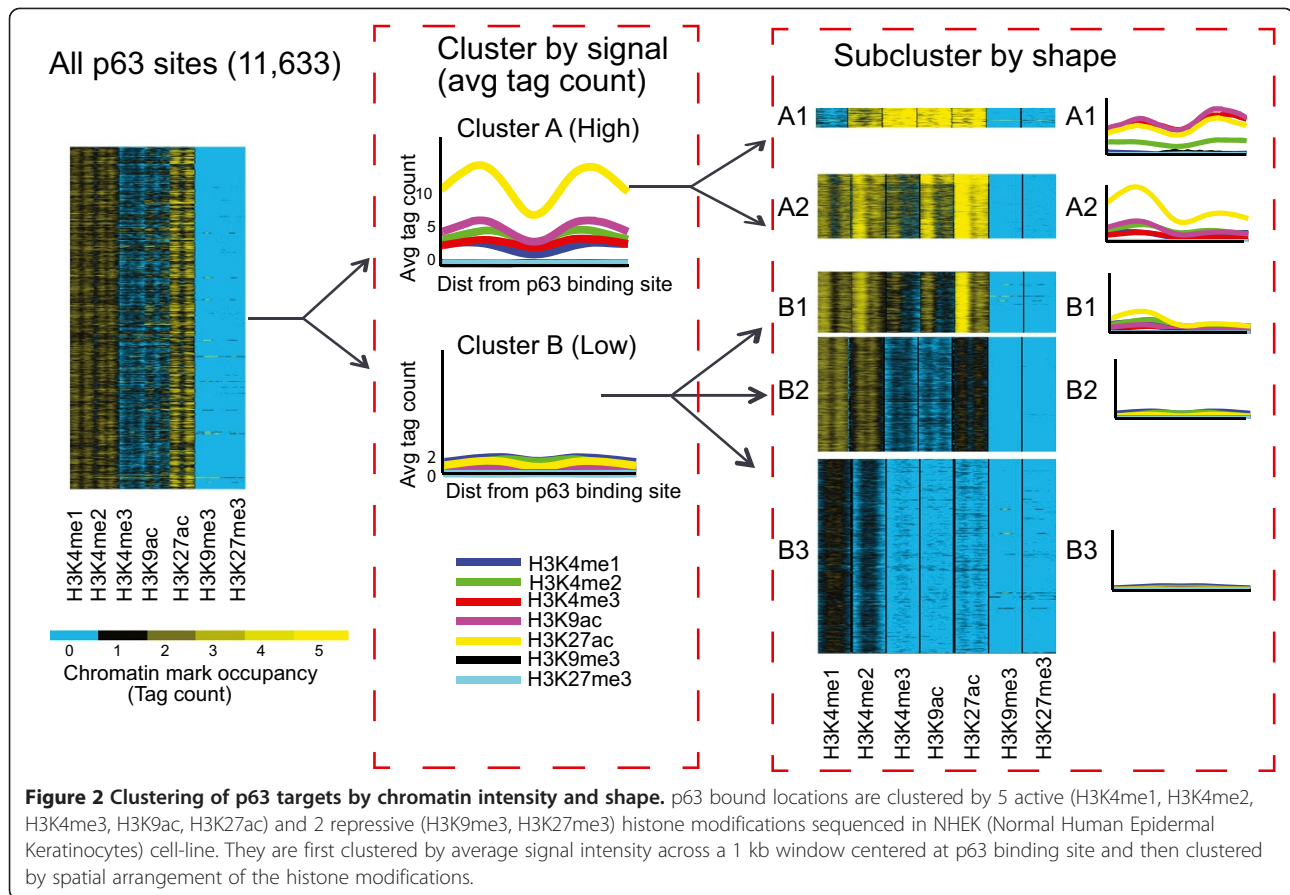 All p63 sites (11,633)
H3K4me1
H3K4me2
H3K4me3
H3K9ac
H3K27ac
H3K9me3
H3K27me3
0 1 2 3 4 5
Chromatin mark occupancy
(Tag count)
Cluster by signal
(avg tag count)
Cluster A (High)
Avg tag count
10
5
0
Dist from p63 binding site
Cluster B (Low)
Avg tag count
2
0
Dist from p63 binding site
H3K4me1
H3K4me2
H3K4me3
H3K9ac
H3K27ac
H3K9me3
H3K27me3
Subcluster by shape
A1
A1
A2
A2
B1
B1
B2
B2
B3
B3
H3K4me1
H3K4me2
H3K4me3
H3K9ac
H3K27ac
H3K9me3
H3K27me3
Figure 2 Clustering of p63 targets by chromatin intensity and shape. p63 bound locations are clustered by 5 active (H3K4me1, H3K4me2,
H3K4me3, H3K9ac, H3K27ac) and 2 repressive (H3K9me3, H3K27me3) histone modifications sequenced in NHEK (Normal Human Epidermal
Keratinocytes) cell-line. They are first clustered by average signal intensity across a 1 kb window centered at p63 binding site and then clustered
by spatial arrangement of the histone modifications.